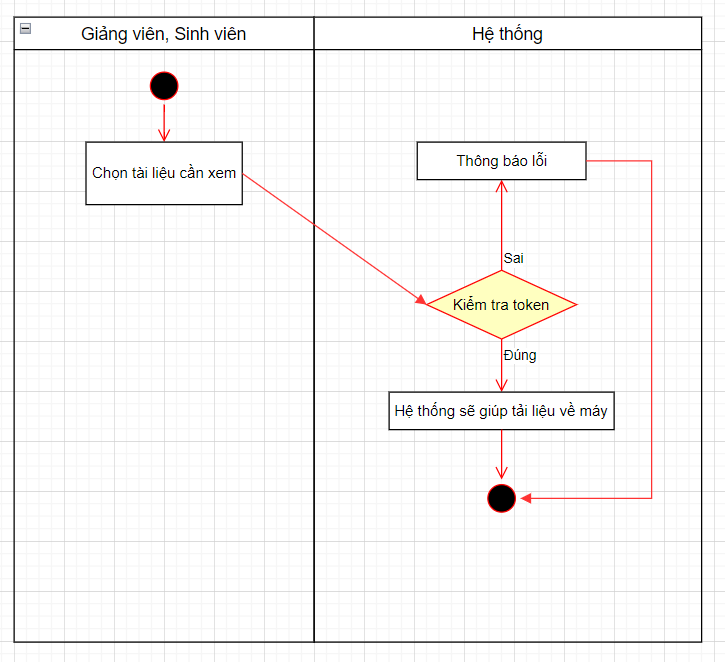 Giảng viên, Sinh viên
Hệ thống
Chọn tài liệu cần xem
Thông báo lỗi
Sai
Kiểm tra token
Đúng
Hệ thống sẽ giúp tải liệu về máy